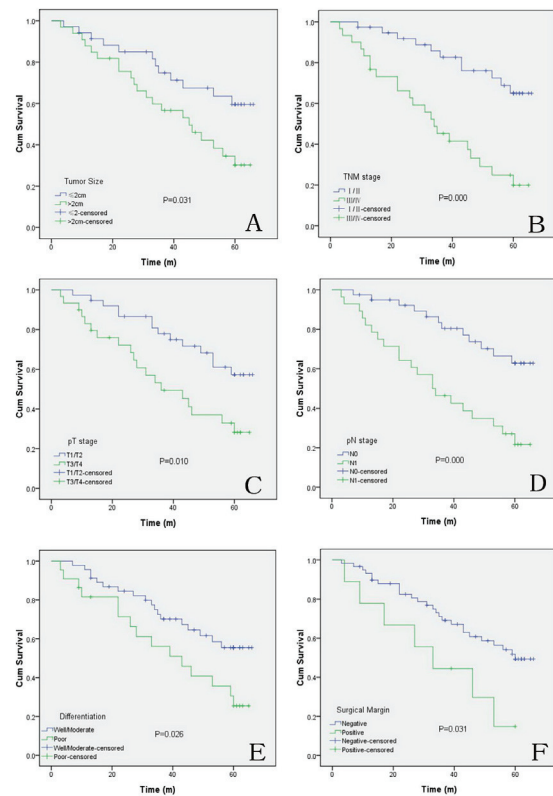 A
Cum Survival
1.0
0.8
0.6
0.4
0.2
0.0
Tumor Size
≤2cm
>2cm
≤2-censored
>2cm-censored
P=0.031
0
20
40
60
Time (m)
B
Cum Survival
1.0
0.8
0.6
0.4
0.2
0.0
TNM stage
I/II
III/IV
I/II-censored
III/IV-censored
P=0.000
0
20
40
60
Time (m)
C
Cum Survival
1.0
0.8
0.6
0.4
0.2
0.0
pT stage
T1/T2
T3/T4
T1/T2-censored
T3/T4-censored
P=0.010
0
20
40
60
Time (m)
D
Cum Survival
1.0
0.8
0.6
0.4
0.2
0.0
pN stage
N0
N1
N0-censored
N1-censored
P=0.000
0
20
40
60
Time (m)
E
Cum Survival
1.0
0.8
0.6
0.4
0.2
0.0
Differentiation
Well/Moderate
Poor
Well/Moderate-censored
Poor-censored
P=0.026
0
20
40
60
Time (m)
F
Cum Survival
1.0
0.8
0.6
0.4
0.2
0.0
Surgical Margin
Negative
Positive
Negative-censored
Positive-censored
P=0.031
0
20
40
60
Time (m)